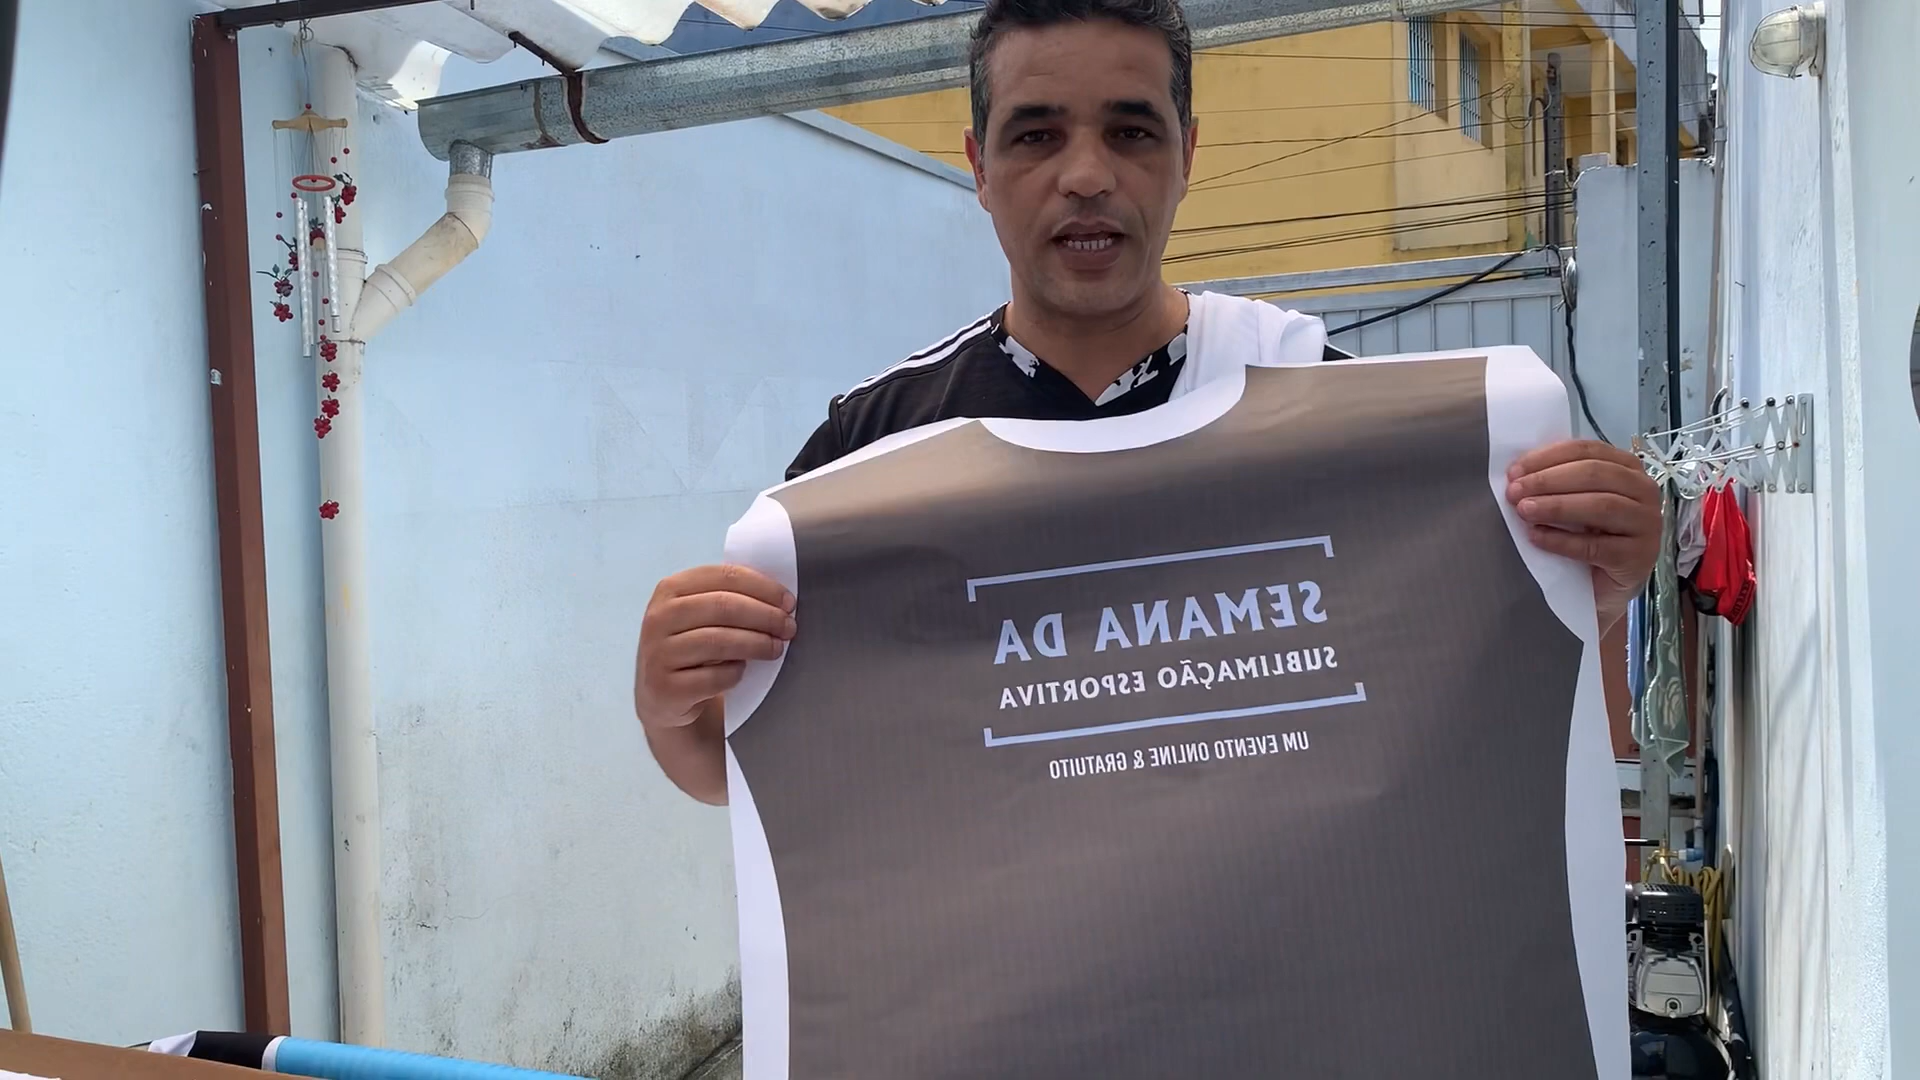 SEMANA DA
SUBLIMAÇÃO ESPORTIVA
UM EVENTO ONLINE & GRATUITO